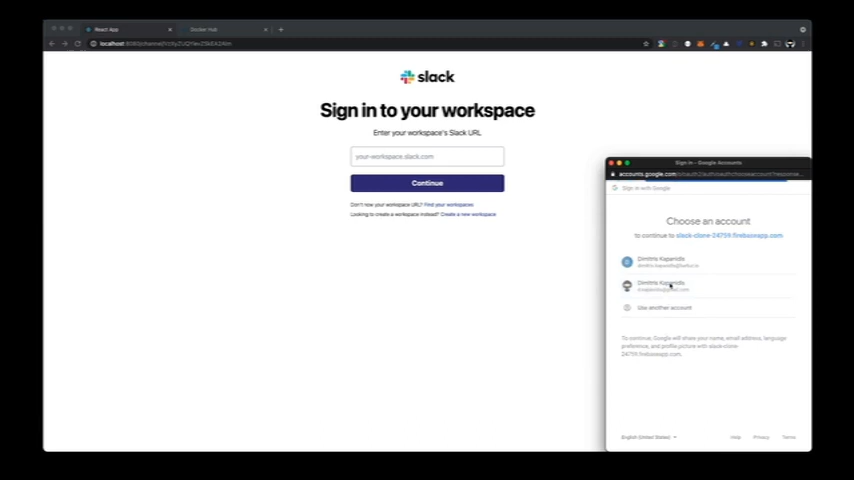 React App
Docker Hub
slack
Sign in to your workspace
Enter your workspace's Slack URL
your-workspace.slack.com
Continue
Don't now your workspace URL? Find your workspaces
Looking to create a workspace instead? Create a new workspace
Sign in – Google Accounts
Sign in with Google
Choose an account
to continue to slack-clone-24759.firebaseapp.com
Dimitris Kapanidis
Dimitris Kapanidis
Use another account
To continue, Google will share your name, email address, language
preference, and profile picture with slack-clone-
24759.firebaseapp.com.
English (United States)
Help
Privacy
Terms